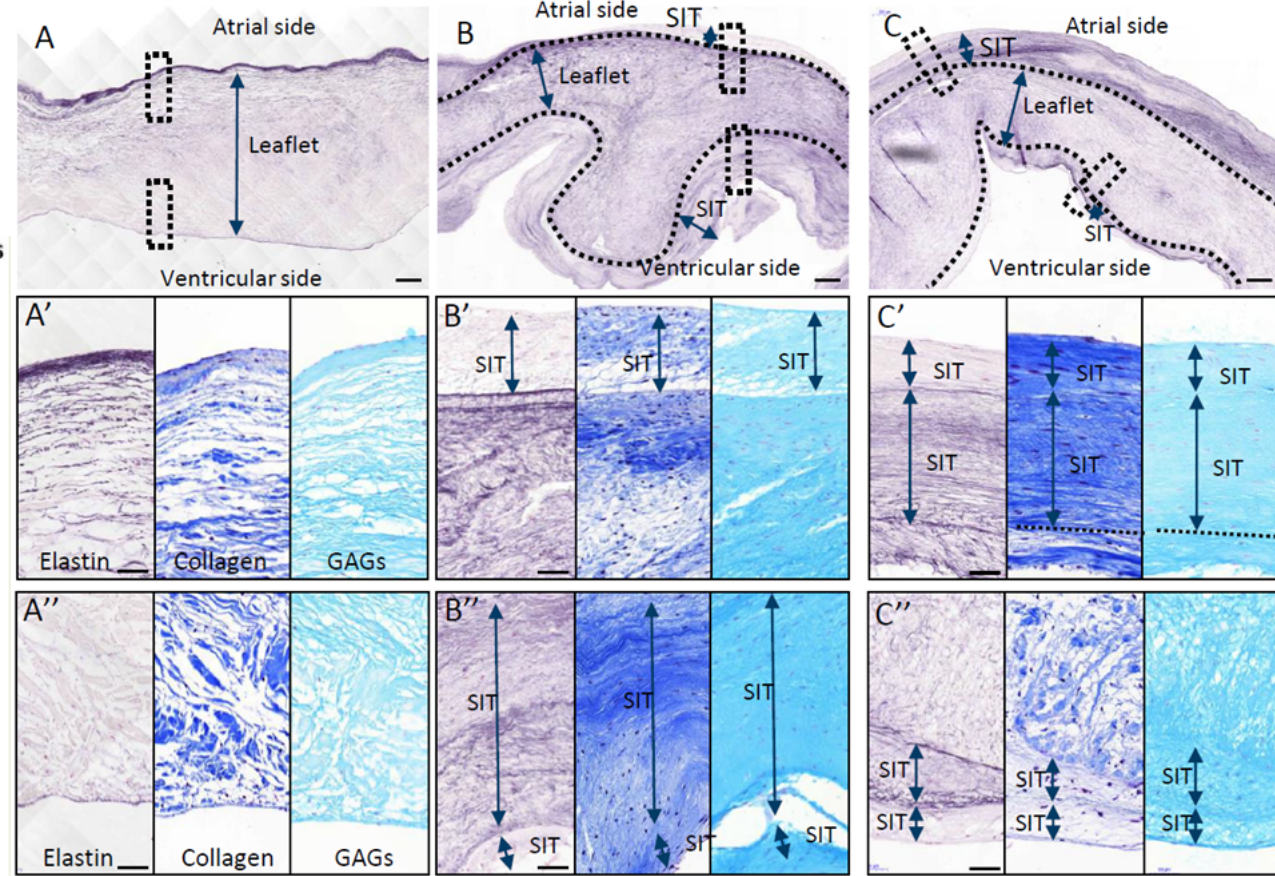 A
Atrial side
Leaflet
Ventricular side
B
Atrial side
SIT
Leaflet
SIT
Ventricular side
C
Atrial side
SIT
Leaflet
SIT
Ventricular side
s
A’
Elastin
Collagen
GAGs
B’
SIT
SIT
SIT
C’
SIT
SIT
SIT
SIT
SIT
SIT
A’’
Elastin
Collagen
GAGs
B’’
SIT
SIT
SIT
SIT
SIT
SIT
C’’
SIT
SIT
SIT
SIT
SIT
SIT